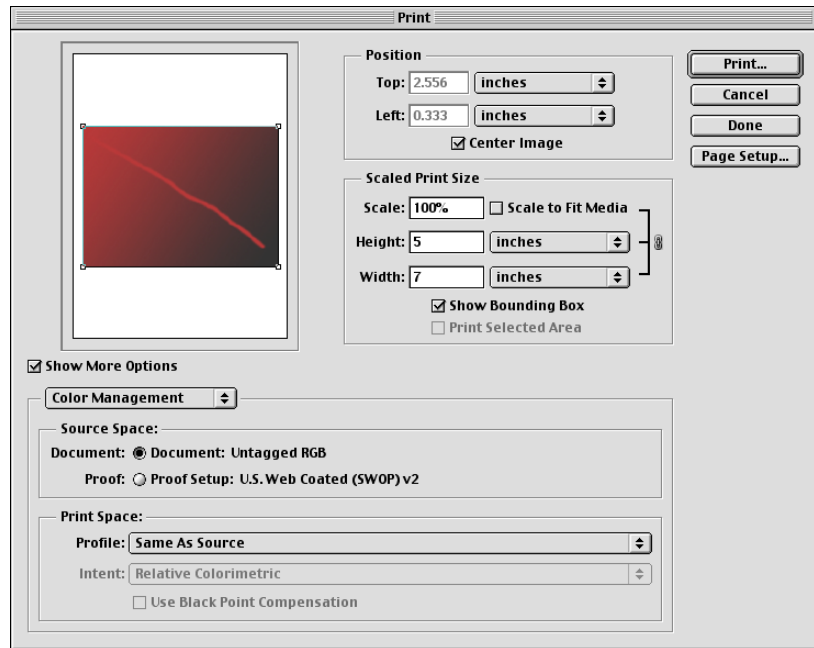 Print
Position
Top: 2.556 inches
Left: 0.333 inches
Center Image
Print...
Cancel
Done
Page Setup...
Scaled Print Size
Scale: 100% Scale to Fit Media
Height: 5 inches
Width: 7 inches
Show Bounding Box
Print Selected Area
Show More Options
Color Management
Source Space:
Document: Document: Untagged RGB
Proof: Proof Setup: U.S. Web Coated (SWOP) v2
Print Space:
Profile: Same As Source
Intent: Relative Colorimetric
Use Black Point Compensation